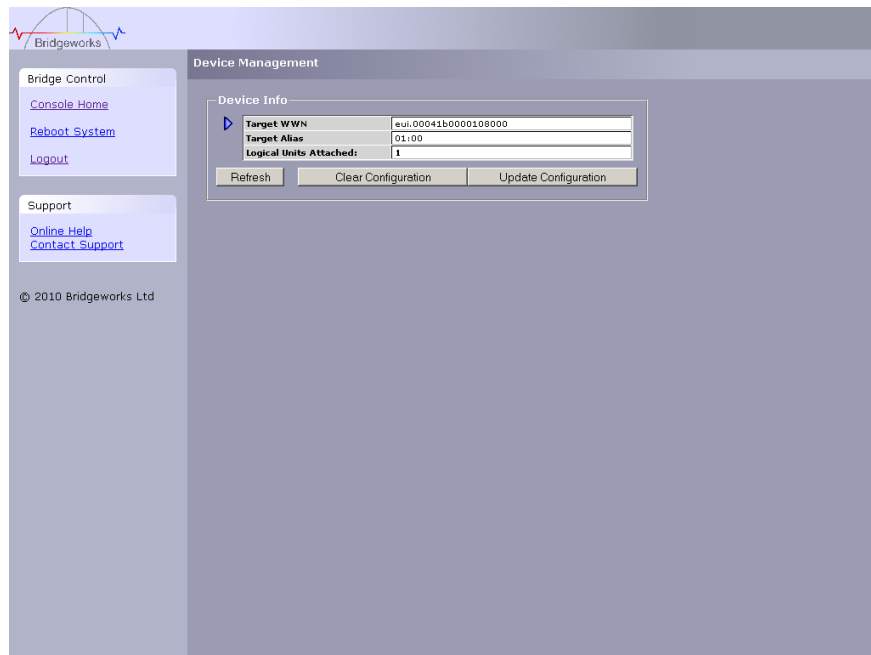 Bridgeworks
Bridge Control
Console Home
Reboot System
Logout
Support
Online Help
Contact Support
© 2010 Bridgeworks Ltd
Device Management
Device Info
Target WWN eui.00041b0000108000
Target Alias 01:00
Logical Units Attached: 1
Refresh Clear Configuration Update Configuration